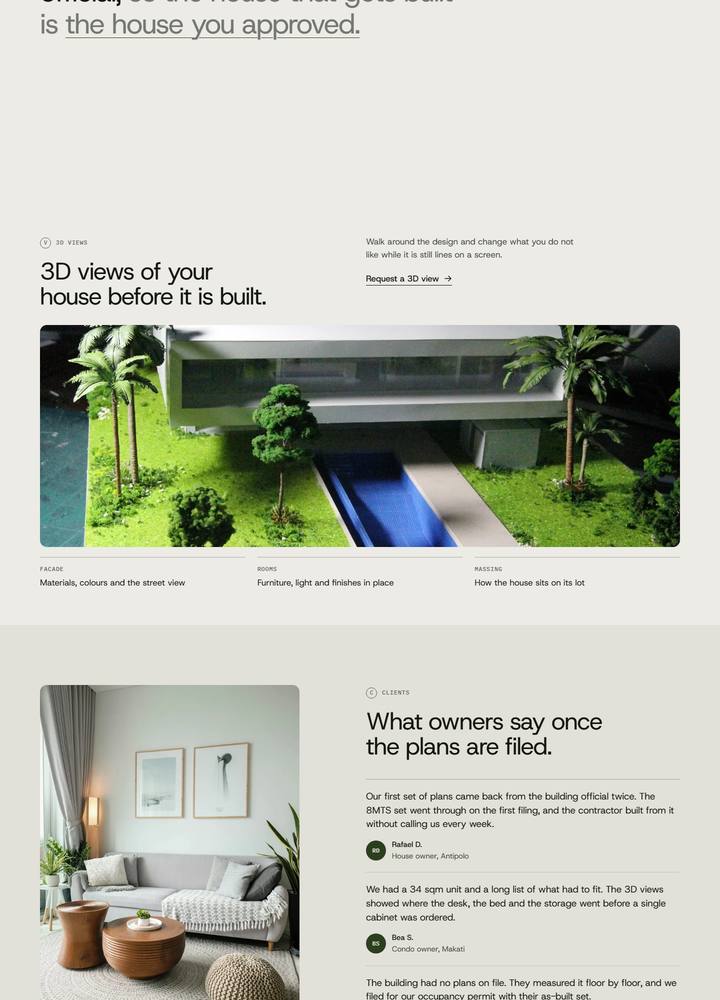 official, so the house that gets built
is the house you approved.
V 3D VIEWS
3D views of your
house before it is built.
Walk around the design and change what you do not
like while it is still lines on a screen.
Request a 3D view →
FACADE
Materials, colours and the street view
ROOMS
Furniture, light and finishes in place
MASSING
How the house sits on its lot
C CLIENTS
What owners say once
the plans are filed.
Our first set of plans came back from the building official twice. The
8MTS set went through on the first filing, and the contractor built from it
without calling us every week.
RD Rafael D.
House owner, Antipolo
We had a 34 sqm unit and a long list of what had to fit. The 3D views
showed where the desk, the bed and the storage went before a single
cabinet was ordered.
BS Bea S.
Condo owner, Makati
The building had no plans on file. They measured it floor by floor, and we
filed for our occupancy permit with their as-built set.